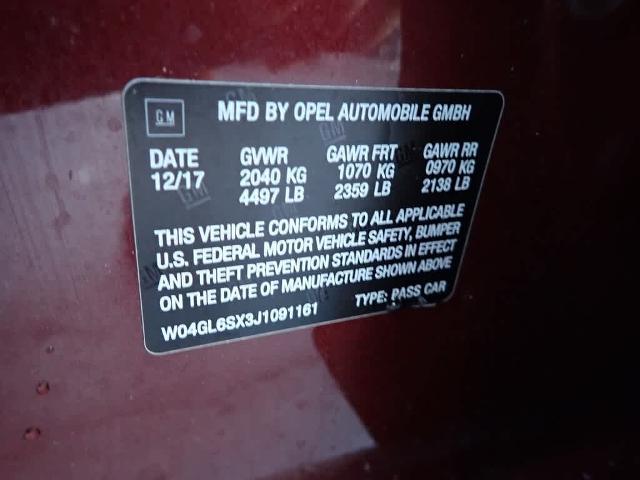 GM MFD BY OPEL AUTOMOBILE GMBH
DATE GVWR GAWR FRT GAWR RR
12/17 2040 KG 1070 KG 0970 KG
4497 LB 2359 LB 2138 LB
THIS VEHICLE CONFORMS TO ALL APPLICABLE
U.S. FEDERAL MOTOR VEHICLE SAFETY, BUMPER
AND THEFT PREVENTION STANDARDS IN EFFECT
ON THE DATE OF MANUFACTURE SHOWN ABOVE
W04GL6SX3J1091161 TYPE: PASS CAR